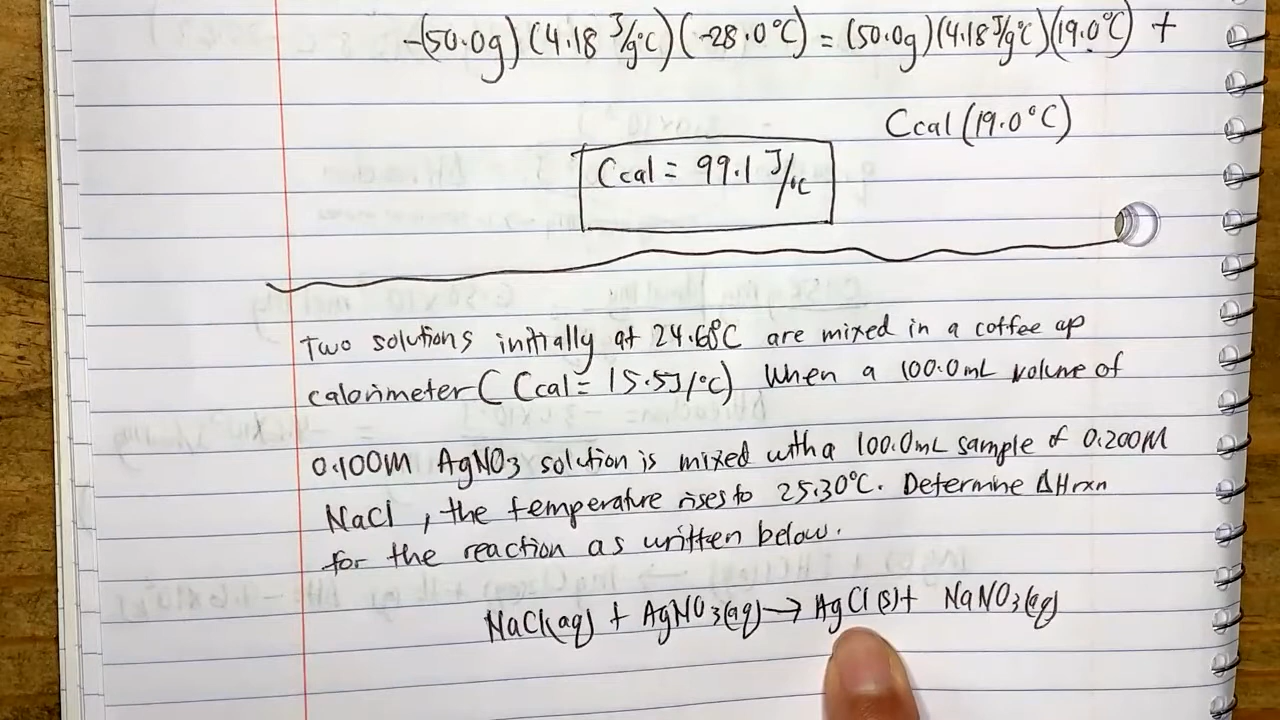 -(50.0g)(4.18 J/g°C)(-28.0°C) = (50.0g)(4.18 J/g°C)(19.0°C) +
Ccal (19.0°C)
Ccal = 99.1 J/°C
Two solutions initially at 24.68°C are mixed in a coffee cup
calorimeter ( Ccal = 15.5J/°C) When a 100.0mL volume of
0.100M AgNO3 solution is mixed with a 100.0mL sample of 0.200M
NaCl, the temperature rises to 25.30°C. Determine ΔHrxn
for the reaction as written below.
NaCl(aq) + AgNO3(aq) → AgCl(s) + NaNO3(aq)